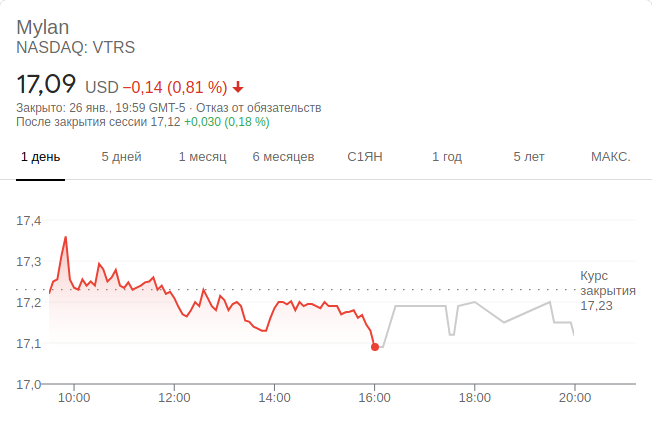 Mylan
NASDAQ: VTRS
17,09 USD −0,14 (0,81 %)
Закрыто: 26 янв., 19:59 GMT-5 · Отказ от обязательств
После закрытия сессии 17,12 +0,030 (0,18 %)
1 день 5 дней 1 месяц 6 месяцев С1ЯН 1 год 5 лет МАКС.
17,4
17,3
Курс
закрытия
17,23
17,2
17,1
17,0
10:00 12:00 14:00 16:00 18:00 20:00